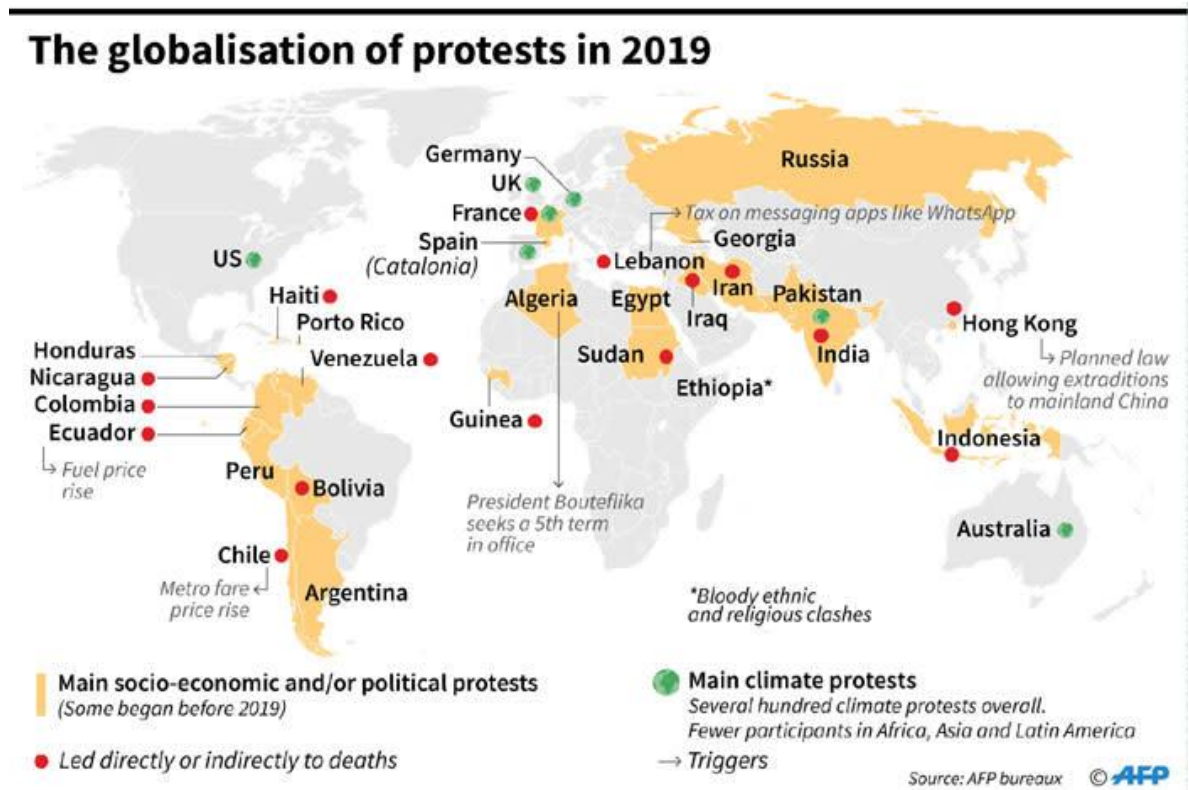 The globalisation of protests in 2019
Germany
UK
France
Spain
(Catalonia)
US
Haiti
Porto Rico
Honduras
Nicaragua
Venezuela
Colombia
Ecuador
Fuel price
rise
Peru
Bolivia
Chile
Metro fare
price rise
Argentina
Russia
Tax on messaging apps like WhatsApp
Georgia
Lebanon
Algeria
Egypt
Iraq
Iran
Pakistan
Sudan
India
Ethiopia*
Guinea
President Bouteflika
seeks a 5th term
in office
Hong Kong
Planned law
allowing extraditions
to mainland China
Indonesia
Australia
*Bloody ethnic
and religious clashes
Main socio-economic and/or political protests
(Some began before 2019)
Led directly or indirectly to deaths
Main climate protests
Several hundred climate protests overall.
Fewer participants in Africa, Asia and Latin America
Triggers
Source: AFP bureaux © AFP